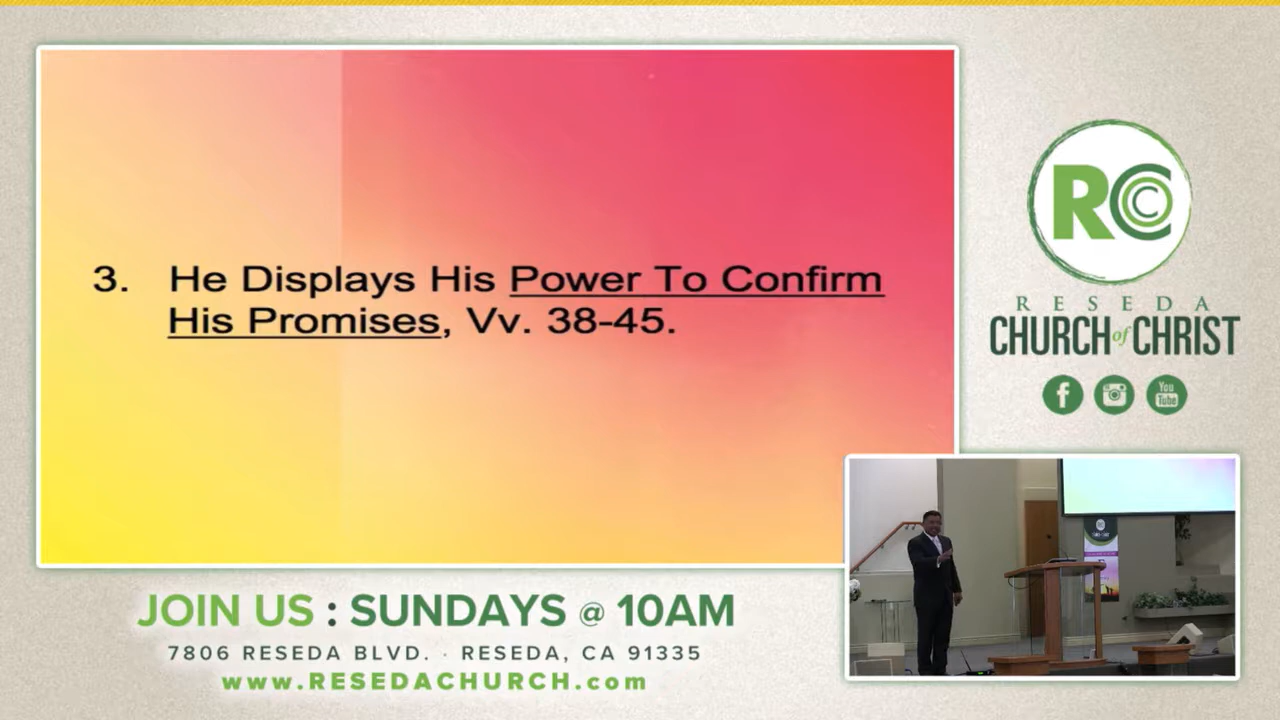 3. He Displays His Power To Confirm
His Promises, Vv. 38-45.
RCC
RESEDA
CHURCH of CHRIST
f
You
Tube
JOIN US : SUNDAYS @ 10AM
7806 RESEDA BLVD. · RESEDA, CA 91335
www.RESEDACHURCH.com